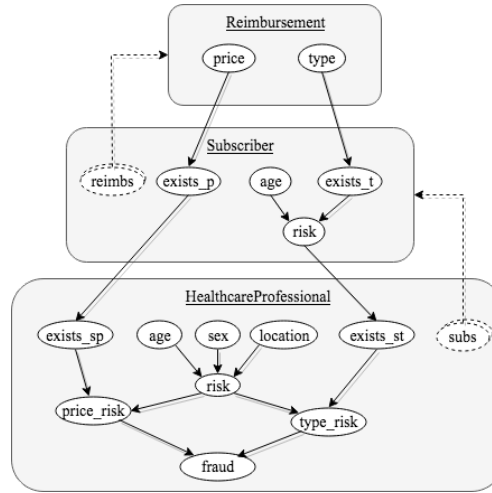 Reimbursement
price type
Subscriber
reimbs exists_p age exists_t
risk
HealthcareProfessional
exists_sp age sex location exists_st subs
risk
price_risk type_risk
fraud